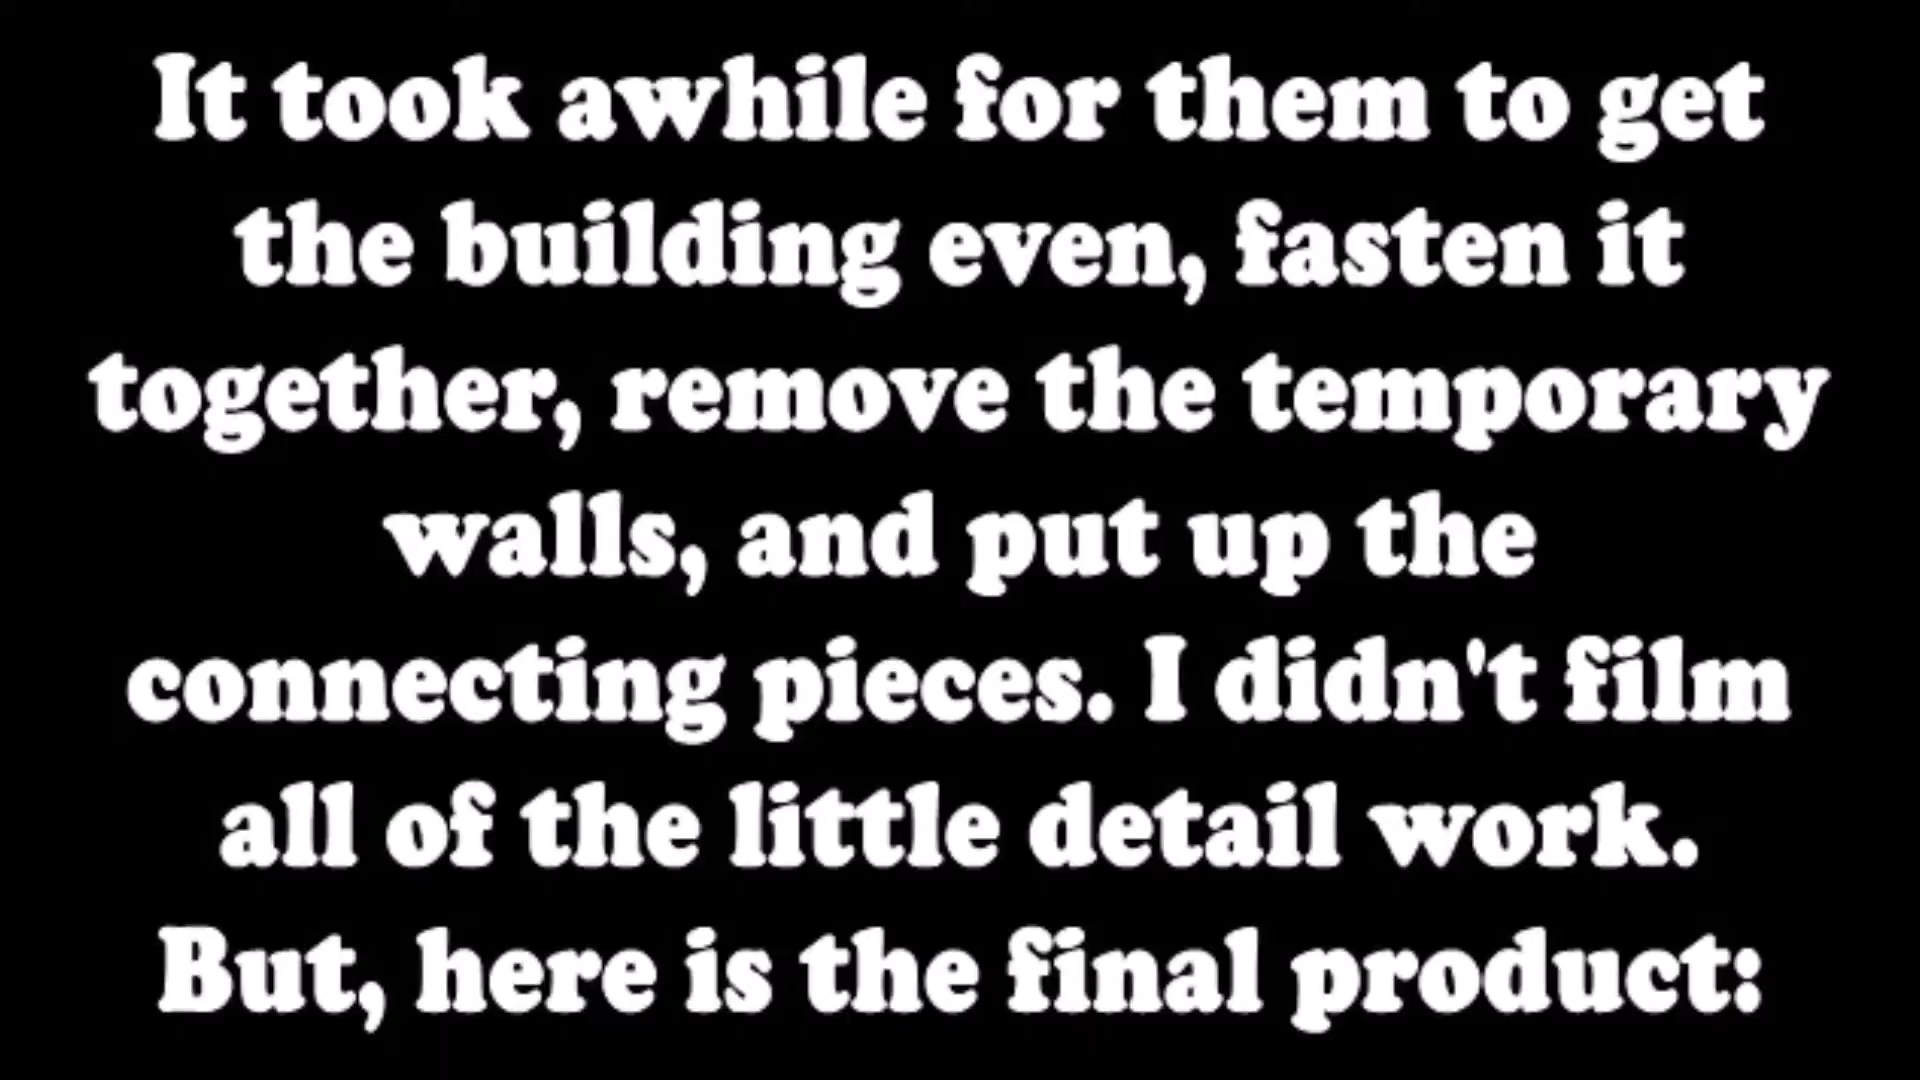 It took awhile for them to get
the building even, fasten it
together, remove the temporary
walls, and put up the
connecting pieces. I didn't film
all of the little detail work.
But, here is the final product: